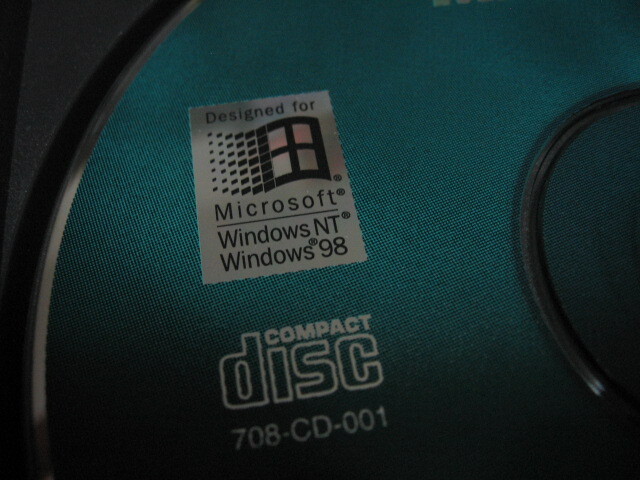 Designed for
Microsoft®
Windows NT®
Windows®98
COMPACT
disc
708-CD-001